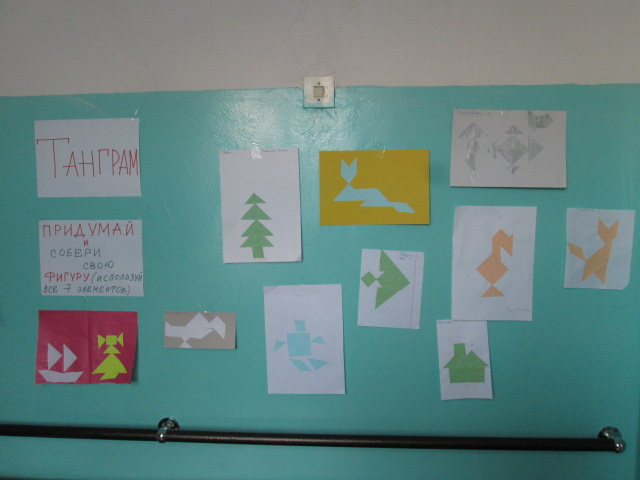 ТАНГРАМ
ПРИДУМАЙ
И
СОБЕРИ
СВОЮ
ФИГУРУ (ИСПОЛЬЗУЙ
ВСЕ 7 ЭЛЕМЕНТОВ)